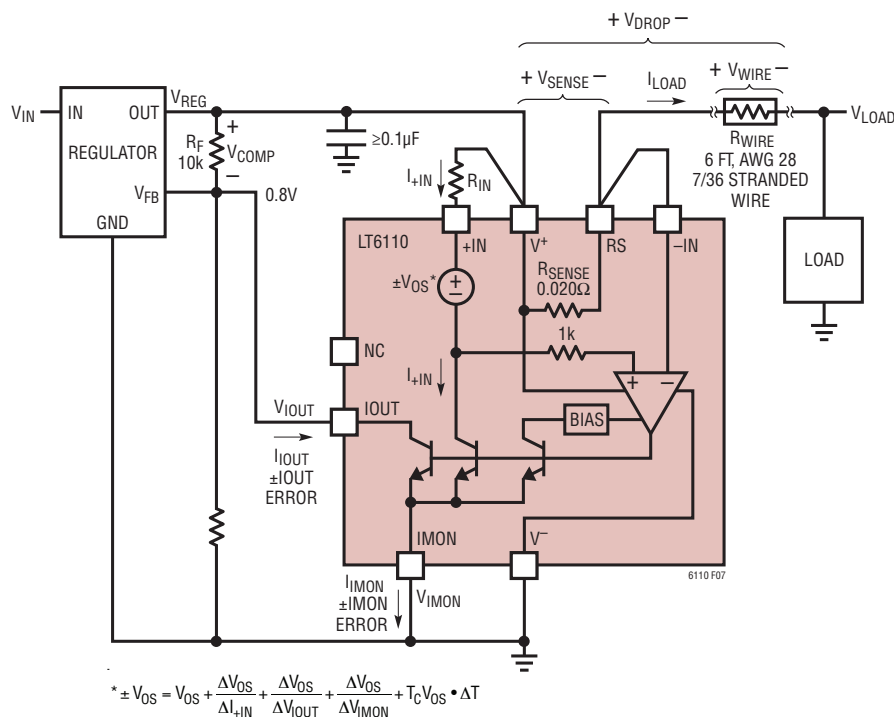 + VDROP −
+ VSENSE −
ILOAD
+ VWIRE −
VIN
IN
OUT
VREG
VLOAD
REGULATOR
RF
10k
+
VCOMP
−
≥0.1µF
RWIRE
6 FT, AWG 28
7/36 STRANDED
WIRE
I+IN
RIN
VFB
0.8V
GND
LT6110
+IN
V+
RS
−IN
LOAD
±VOS*
+
−
RSENSE
0.020Ω
1k
NC
I+IN
+
−
VIOUT
IOUT
BIAS
IIOUT
±IOUT
ERROR
IMON
V−
6110 F07
IIMON
±IMON
ERROR
VIMON
* ± VOS = VOS + ΔVOS/ΔI+IN + ΔVOS/ΔVIOUT + ΔVOS/ΔVIMON + TCVOS • ΔT